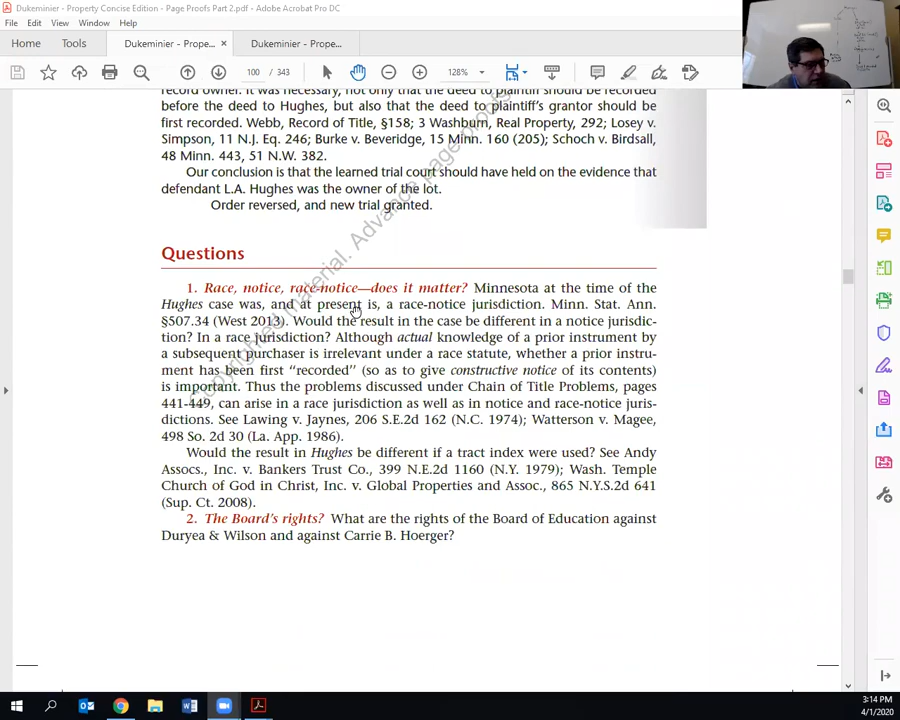 Dukeminier - Property Concise Edition - Page Proofs Part 2.pdf - Adobe Acrobat Pro DC
File Edit View Window Help
Home Tools Dukeminier - Prope... × Dukeminier - Prope...
100 / 343 128%
record owner. It was necessary, not only that the deed to plaintiff should be recorded
before the deed to Hughes, but also that the deed to plaintiff's grantor should be
first recorded. Webb, Record of Title, §158; 3 Washburn, Real Property, 292; Losey v.
Simpson, 11 N.J. Eq. 246; Burke v. Beveridge, 15 Minn. 160 (205); Schoch v. Birdsall,
48 Minn. 443, 51 N.W. 382.
Our conclusion is that the learned trial court should have held on the evidence that
defendant L.A. Hughes was the owner of the lot.
Order reversed, and new trial granted.
Questions
1. Race, notice, race-notice—does it matter? Minnesota at the time of the
Hughes case was, and at present is, a race-notice jurisdiction. Minn. Stat. Ann.
§507.34 (West 2013). Would the result in the case be different in a notice jurisdic-
tion? In a race jurisdiction? Although actual knowledge of a prior instrument by
a subsequent purchaser is irrelevant under a race statute, whether a prior instru-
ment has been first "recorded" (so as to give constructive notice of its contents)
is important. Thus the problems discussed under Chain of Title Problems, pages
441-449, can arise in a race jurisdiction as well as in notice and race-notice juris-
dictions. See Lawing v. Jaynes, 206 S.E.2d 162 (N.C. 1974); Watterson v. Magee,
498 So. 2d 30 (La. App. 1986).
Would the result in Hughes be different if a tract index were used? See Andy
Assocs., Inc. v. Bankers Trust Co., 399 N.E.2d 1160 (N.Y. 1979); Wash. Temple
Church of God in Christ, Inc. v. Global Properties and Assoc., 865 N.Y.S.2d 641
(Sup. Ct. 2008).
2. The Board's rights? What are the rights of the Board of Education against
Duryea & Wilson and against Carrie B. Hoerger?
Copyrighted material. Advance page proofs
3:14 PM
4/1/2020